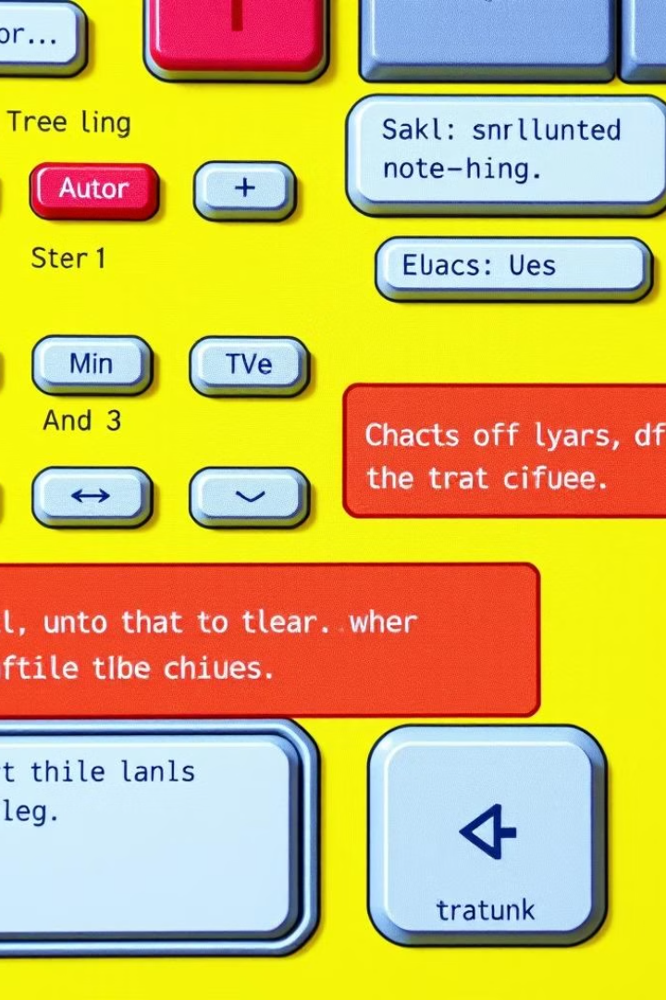 or...
Tree ling
Autor
+
Ster 1
Sakl: snrllunted
note-hing.
EUacs: Ues
Min
TVe
And 3
Chacts off lyars, df
the trat cifuee.
l, unto that to tlear. wher
ftile tlbe chiues.
t thile lanls
leg.
tratunk